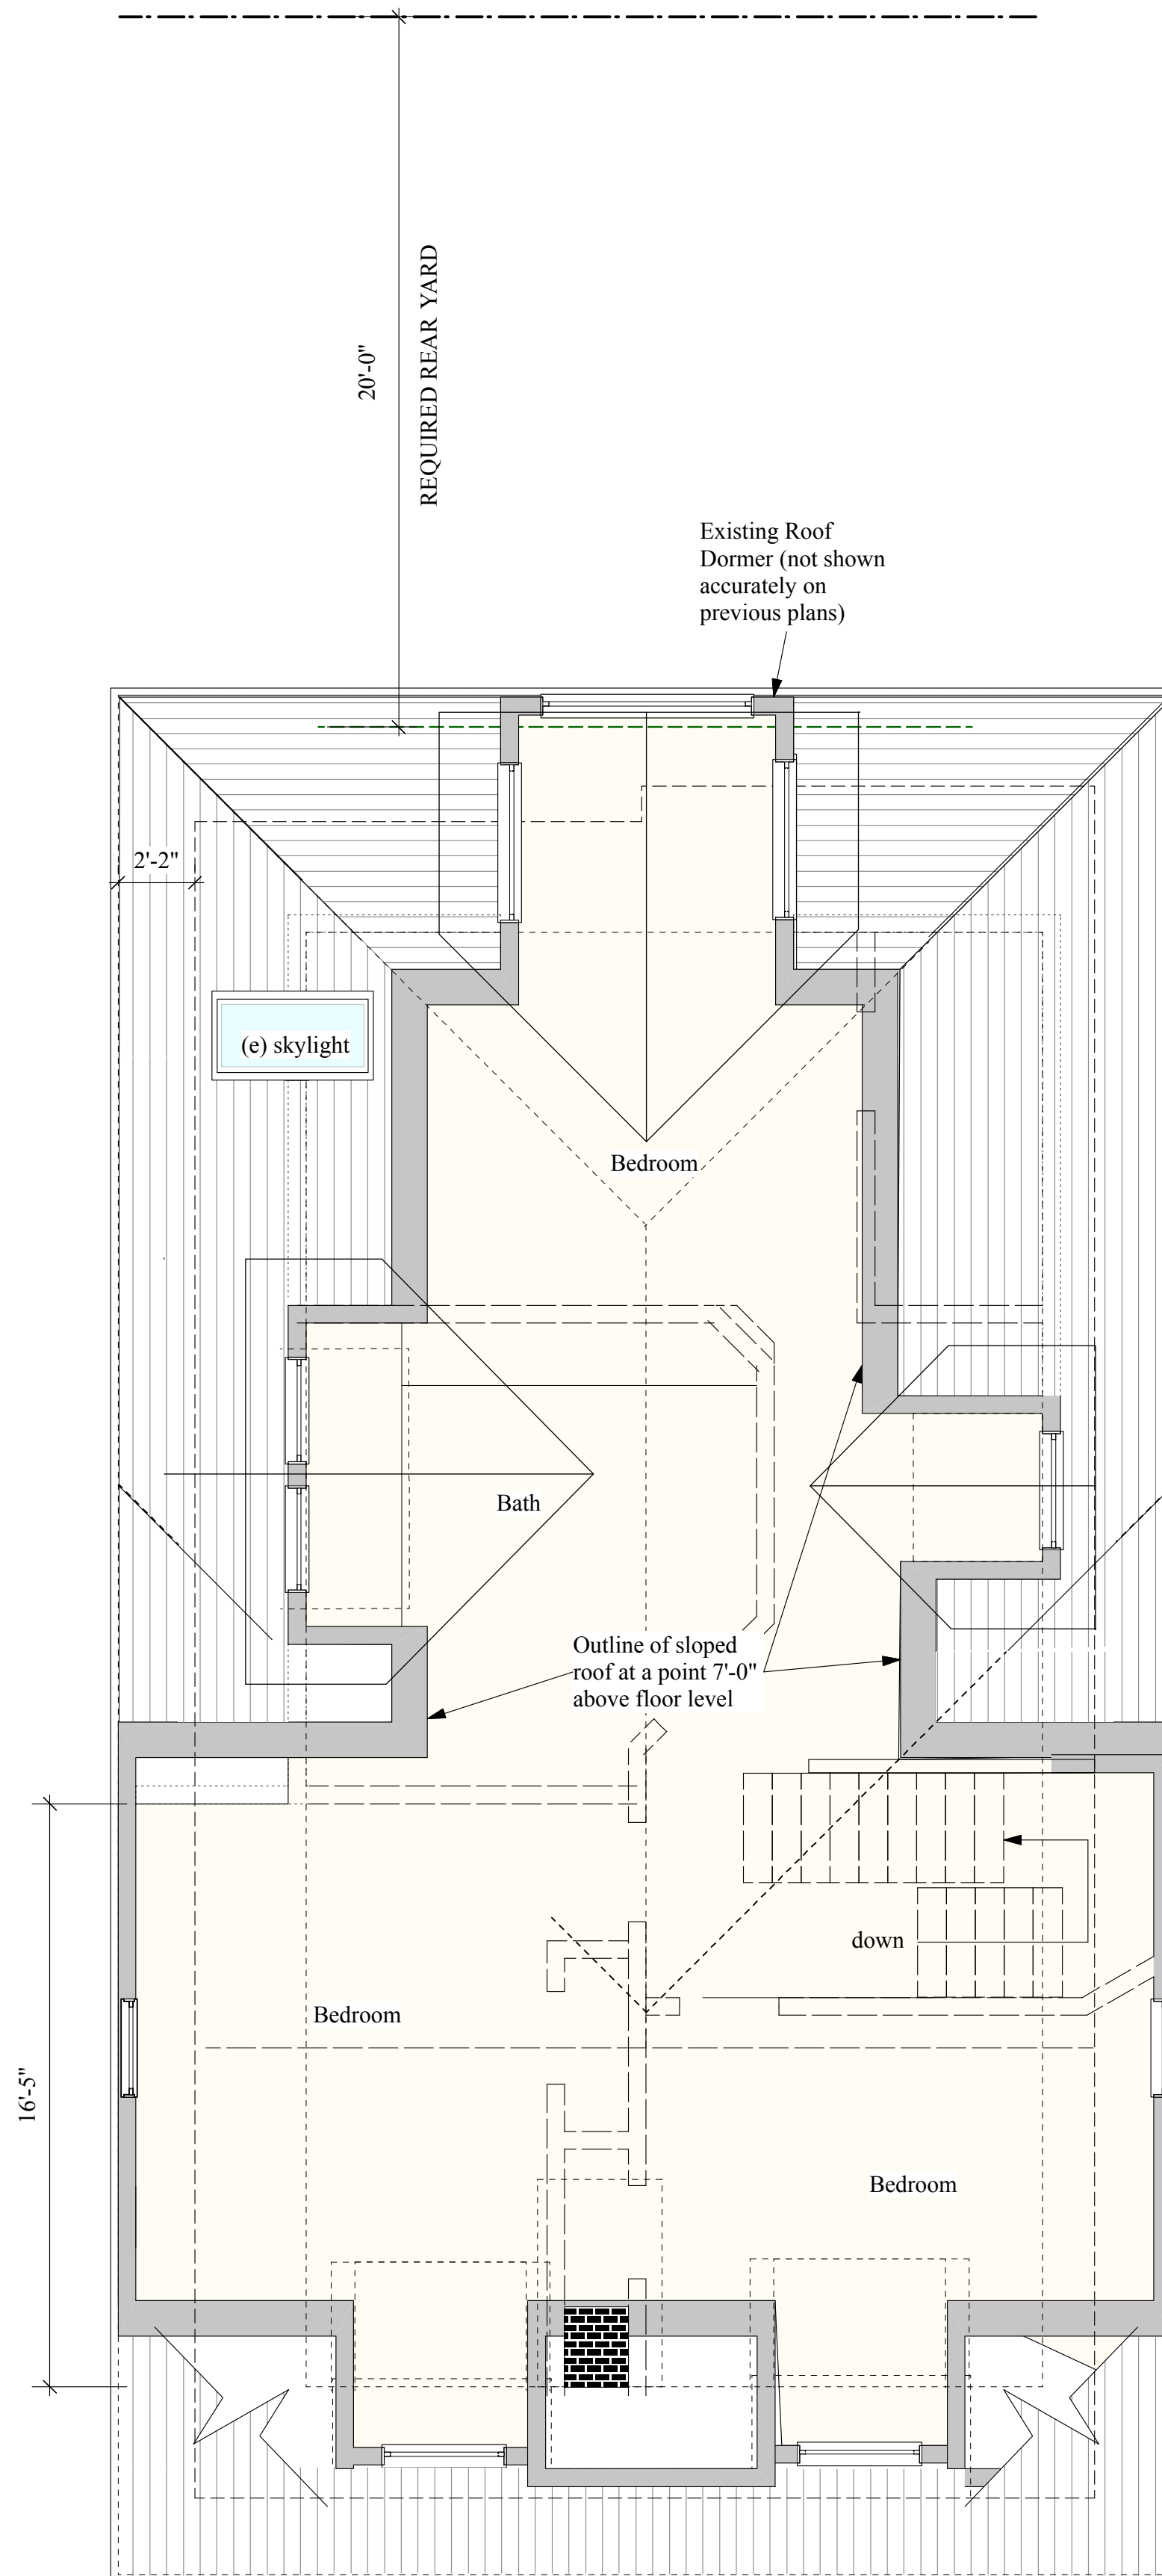 20'-0"
REQUIRED REAR YARD
Existing Roof
Dormer (not shown
accurately on
previous plans)
2'-2"
(e) skylight
Bedroom
Bath
Outline of sloped
roof at a point 7'-0"
above floor level
down
Bedroom
16'-5"
Bedroom